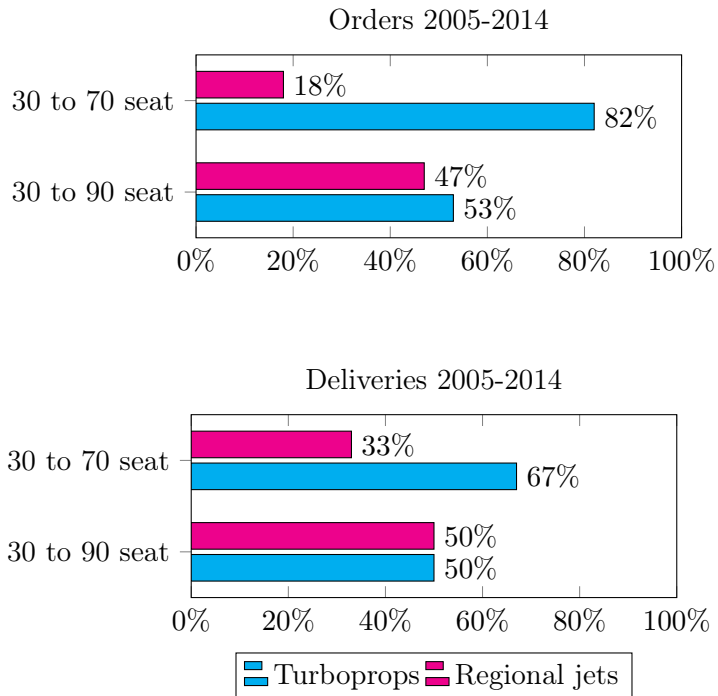 Orders 2005-2014
30 to 70 seat
18%
82%
30 to 90 seat
47%
53%
0% 20% 40% 60% 80% 100%
Deliveries 2005-2014
30 to 70 seat
33%
67%
30 to 90 seat
50%
50%
0% 20% 40% 60% 80% 100%
Turboprops Regional jets